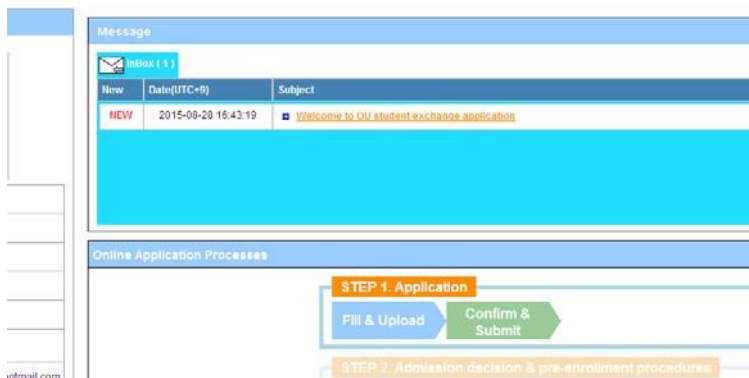 Message
InBox ( 1 )
New Date(UTC+9) Subject
NEW 2015-08-28 16:43:19 Welcome to OU student exchange application
Online Application Processes
STEP 1. Application
Fill & Upload
Confirm &
Submit
STEP 2. Admission decision & pre-enrollment procedures
otmail.com